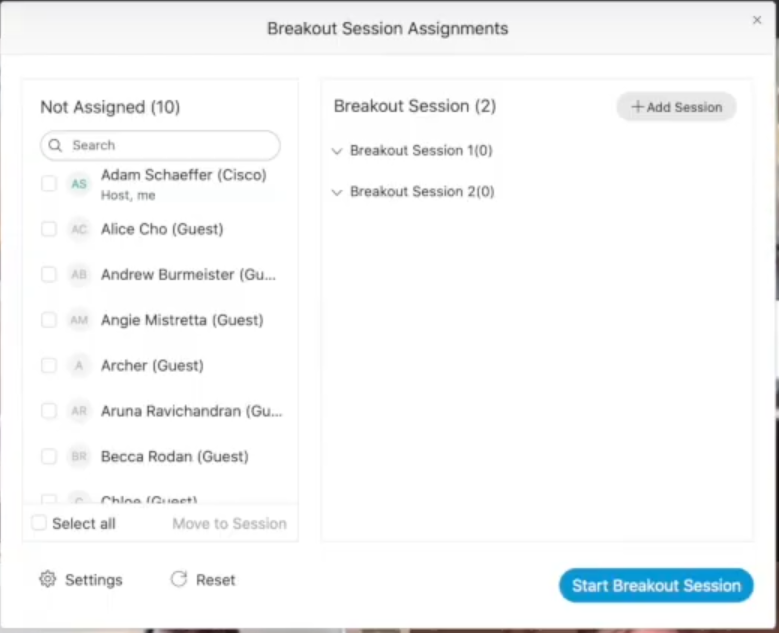 Breakout Session Assignments
×
Not Assigned (10)
Search
AS
Adam Schaeffer (Cisco)
Host, me
AC Alice Cho (Guest)
AB Andrew Burmeister (Gu...
AM Angie Mistretta (Guest)
A Archer (Guest)
AR Aruna Ravichandran (Gu...
BR Becca Rodan (Guest)
C Chloe (Guest)
Select all Move to Session
Settings Reset
Breakout Session (2)
+Add Session
Breakout Session 1(0)
Breakout Session 2(0)
Start Breakout Session